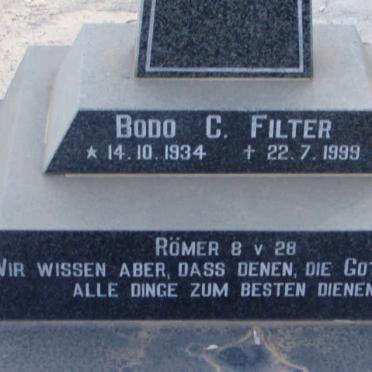 BODO C. FILTER
* 14.10.1934 + 22.7.1999
RÖMER 8 V 28
WIR WISSEN ABER, DASS DENEN, DIE
ALLE DINGE ZUM BESTEN DIENEN